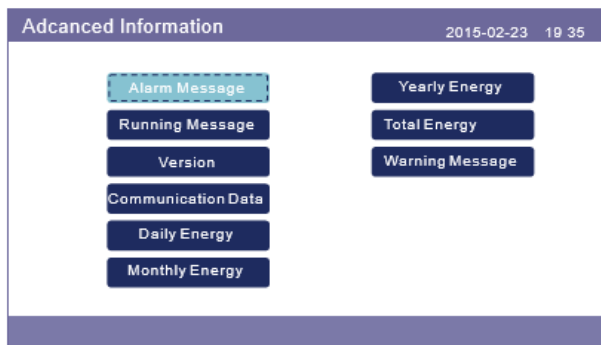 Adcanced Information
2015-02-23 19 35
Alarm Message
Running Message
Version
Communication Data
Daily Energy
Monthly Energy
Yearly Energy
Total Energy
Warning Message